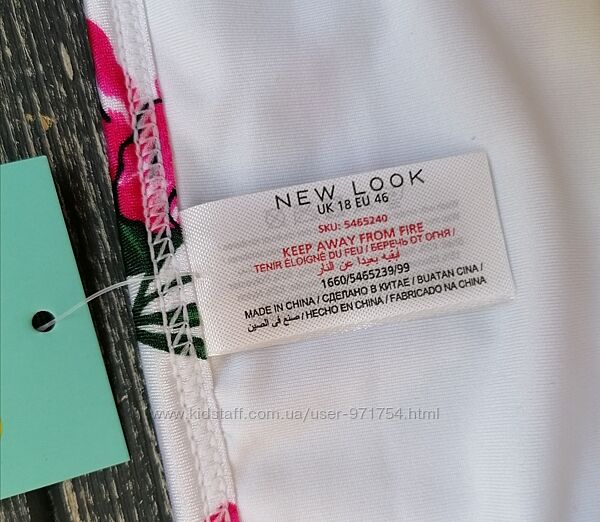 NEW LOOK
UK 18 EU 46
SKU: 5465240
KEEP AWAY FROM FIRE
TENIR ÉLOIGNÉ DU FEU / БЕРЕЧЬ ОТ ОГНЯ /
ابقيه بعيدا عن النار
1660/5465239/99
MADE IN CHINA / СДЕЛАНО В КИТАЕ / BUATAN CINA /
صنع في الصين / HECHO EN CHINA / FABRICADO NA CHINA
www.kidstaff.com.ua/user-971754.html